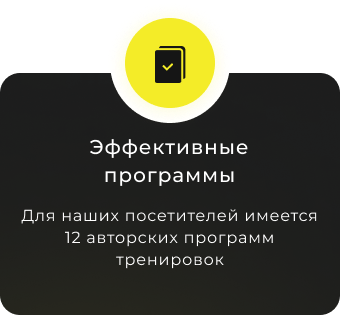 Эффективные
программы
Для наших посетителей имеется
12 авторских программ
тренировок